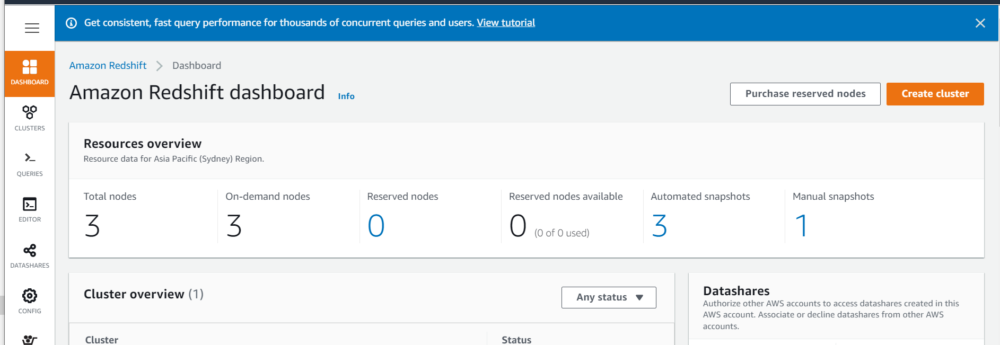 Get consistent, fast query performance for thousands of concurrent queries and users. View tutorial
Amazon Redshift > Dashboard
Amazon Redshift dashboard Info
Purchase reserved nodes
Create cluster
DASHBOARD
CLUSTERS
QUERIES
EDITOR
DATASHARES
CONFIG
Resources overview
Resource data for Asia Pacific (Sydney) Region.
Total nodes
3
On-demand nodes
3
Reserved nodes
0
Reserved nodes available
0 (0 of 0 used)
Automated snapshots
3
Manual snapshots
1
Cluster overview (1)
Any status
Cluster
Status
Datashares
Authorize other AWS accounts to access datashares created in this
AWS account. Associate or decline datashares from other AWS
accounts.